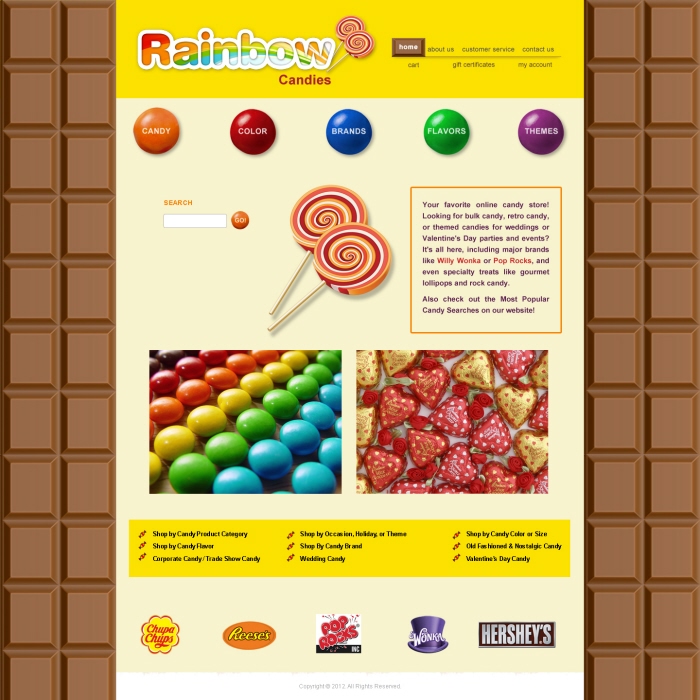 Rainbow
Candies
home about us customer service contact us
cart gift certificates my account
CANDY COLOR BRANDS FLAVORS THEMES
SEARCH
GO!
Your favorite online candy store!
Looking for bulk candy, retro candy,
or themed candies for weddings or
Valentine's Day parties and events?
It's all here, including major brands
like Willy Wonka or Pop Rocks, and
even specialty treats like gourmet
lollipops and rock candy.
Also check out the Most Popular
Candy Searches on our website!
Shop by Candy Product Category
Shop by Candy Flavor
Corporate Candy / Trade Show Candy
Shop by Occasion, Holiday, or Theme
Shop By Candy Brand
Wedding Candy
Shop by Candy Color or Size
Old Fashioned & Nostalgic Candy
Valentine's Day Candy
Chupa
Chups
Reese's
POP
ROCKS
INC
WONKA
HERSHEY'S
Copyright © 2012. All Rights Reserved.